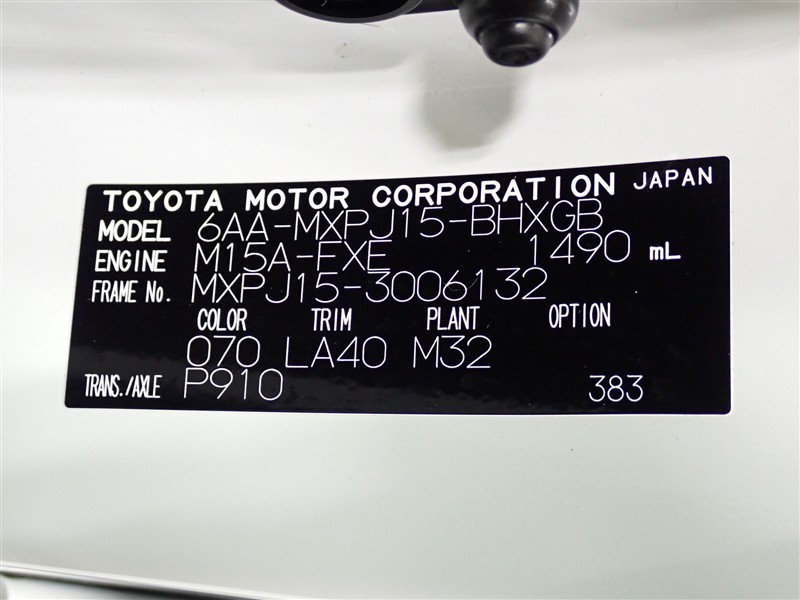 TOYOTA MOTOR CORPORATION JAPAN
MODEL 6AA-MXPJ15-BHXGB
ENGINE M15A-FXE 1490 mL
FRAME No. MXPJ15-3006132
COLOR TRIM PLANT OPTION
070 LA40 M32
TRANS./AXLE P910 383